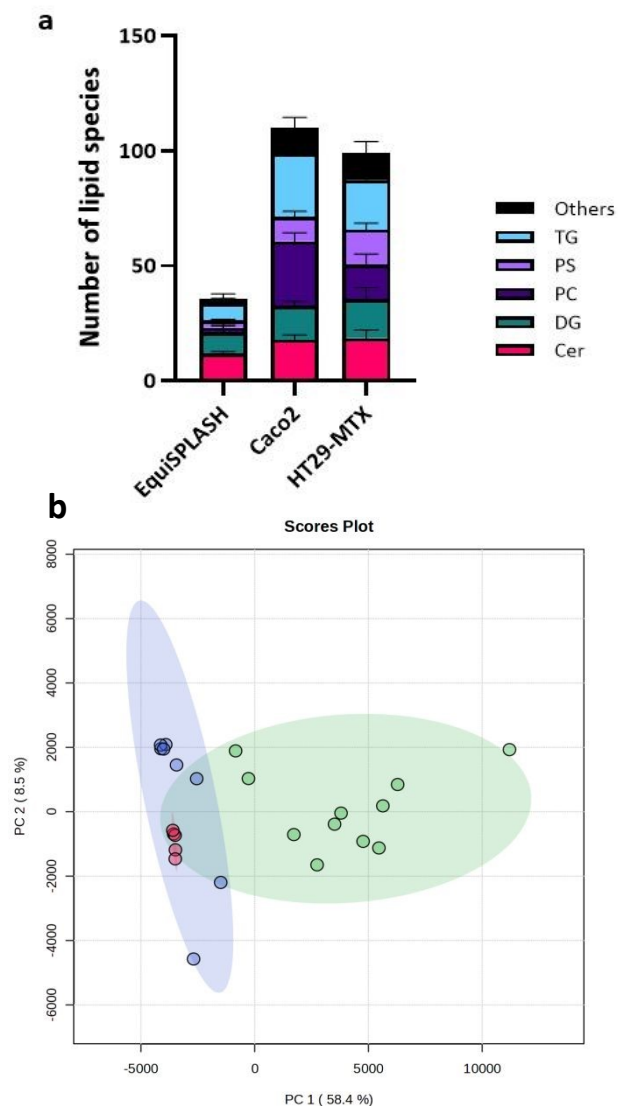 a
Number of lipid species
150
100
50
0
EquiSPLASH
Caco2
HT29-MTX
Others
TG
PS
PC
DG
Cer
b
Scores Plot
PC 2 ( 8.5 %)
8000
6000
4000
2000
0
-2000
-4000
-6000
-5000 0 5000 10000
PC 1 ( 58.4 %)